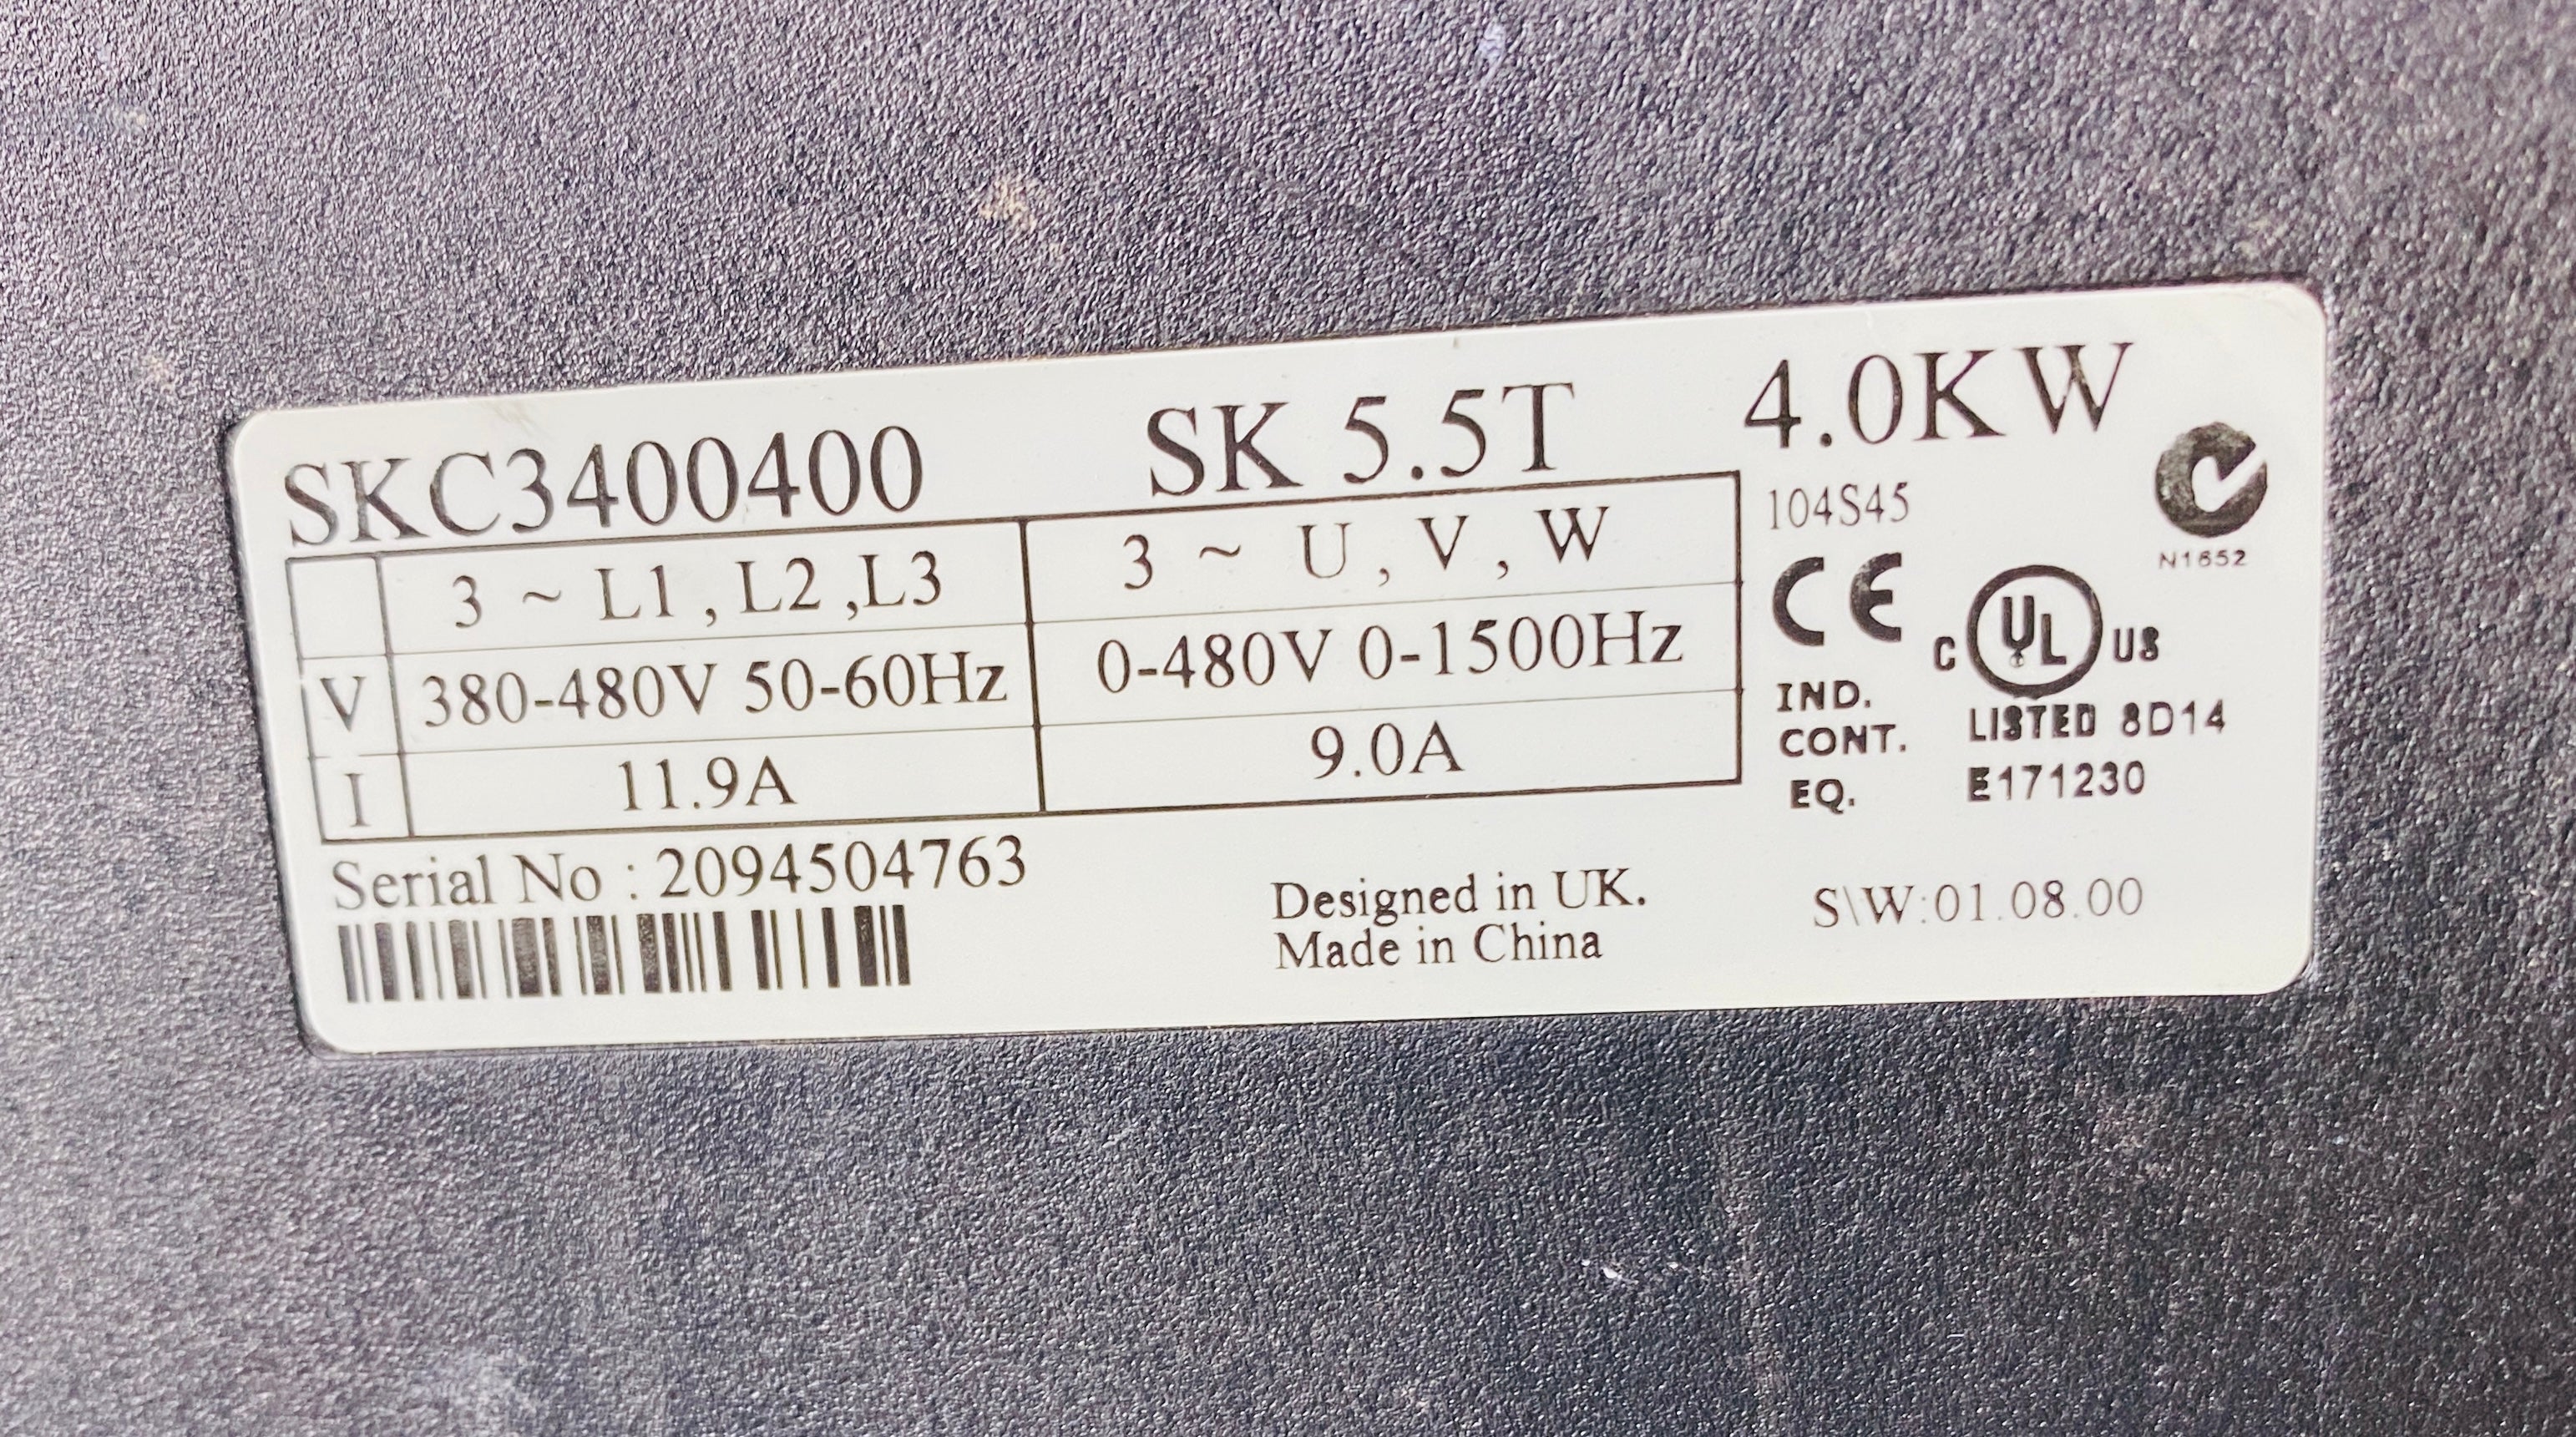 SKC3400400 SK 5.5T 4.0KW
104S45
N1652
3 ~ L1 , L2 ,L3 3 ~ U , V , W
V 380-480V 50-60Hz 0-480V 0-1500Hz
I 11.9A 9.0A
CE
C UL US
IND.
CONT.
EQ.
LISTED 8D14
E171230
Serial No : 2094504763
Designed in UK.
Made in China
S\W:01.08.00